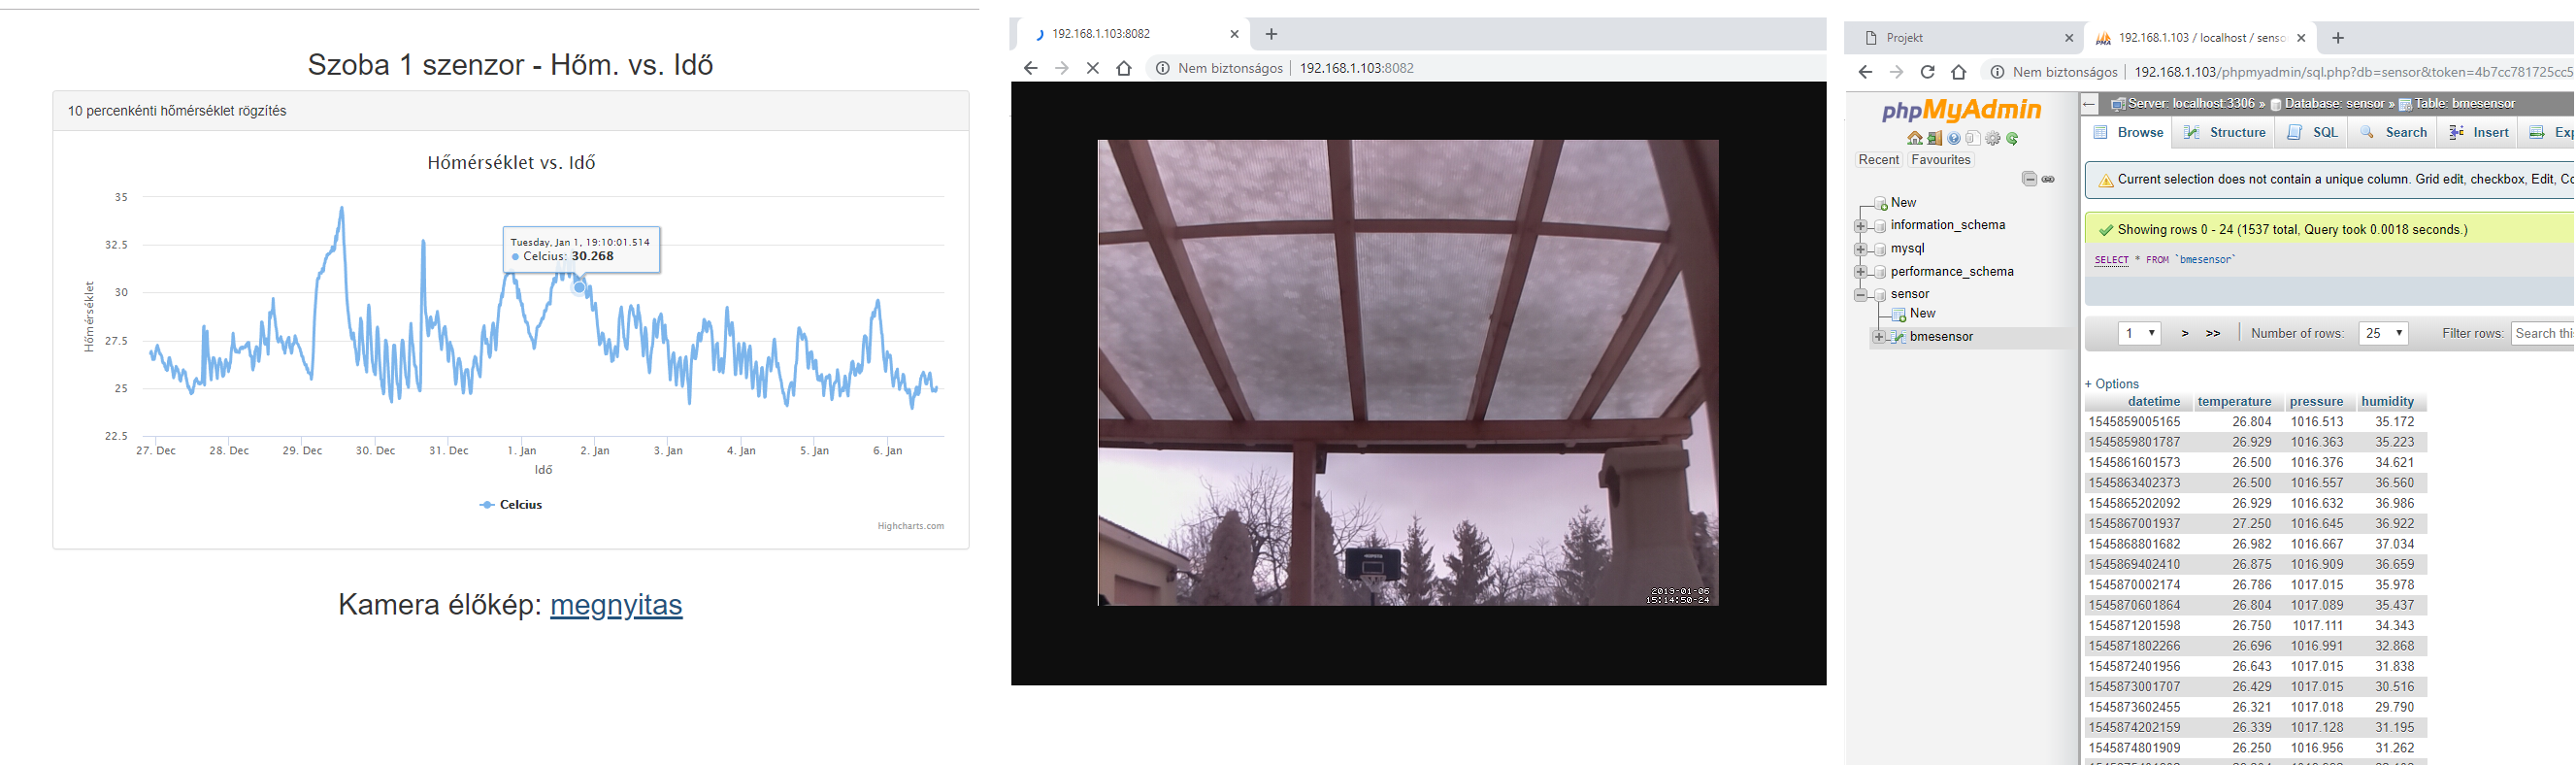 Szoba 1 szenzor - Hőm. vs. Idő
10 percenkénti hőmérséklet rögzítés
Hőmérséklet vs. Idő
Hőmérséklet
35
32.5
30
27.5
25
22.5
Tuesday, Jan 1, 19:10:01.514
Celcius: 30.268
27. Dec 28. Dec 29. Dec 30. Dec 31. Dec 1. Jan 2. Jan 3. Jan 4. Jan 5. Jan 6. Jan
Idő
Celcius
Highcharts.com
Kamera élőkép: megnyitas
192.168.1.103:8082
Nem biztonságos 192.168.1.103:8082
2019-01-06
15:14:50-24
Projekt 192.168.1.103 / localhost / senso
Nem biztonságos 192.168.1.103/phpmyadmin/sql.php?db=sensor&token=4b7cc781725cc5
phpMyAdmin
Recent Favourites
New
information_schema
mysql
performance_schema
sensor
New
bmesensor
Server: localhost:3306 » Database: sensor » Table: bmesensor
Browse Structure SQL Search Insert Exp
Current selection does not contain a unique column. Grid edit, checkbox, Edit, Co
Showing rows 0 - 24 (1537 total, Query took 0.0018 seconds.)
SELECT * FROM `bmesensor`
1 > >> Number of rows: 25 Filter rows: Search this
+ Options
datetime temperature pressure humidity
1545859005165 26.804 1016.513 35.172
1545859801787 26.929 1016.363 35.223
1545861601573 26.500 1016.376 34.621
1545863402373 26.500 1016.557 36.560
1545865202092 26.929 1016.632 36.986
1545867001937 27.250 1016.645 36.922
1545868801682 26.982 1016.667 37.034
1545869402410 26.875 1016.909 36.659
1545870002174 26.786 1017.015 35.978
1545870601864 26.804 1017.089 35.437
1545871201598 26.750 1017.111 34.343
1545871802266 26.696 1016.991 32.868
1545872401956 26.643 1017.015 31.838
1545873001707 26.429 1017.015 30.516
1545873602455 26.321 1017.018 29.790
1545874202159 26.339 1017.128 31.195
1545874801909 26.250 1016.956 31.262